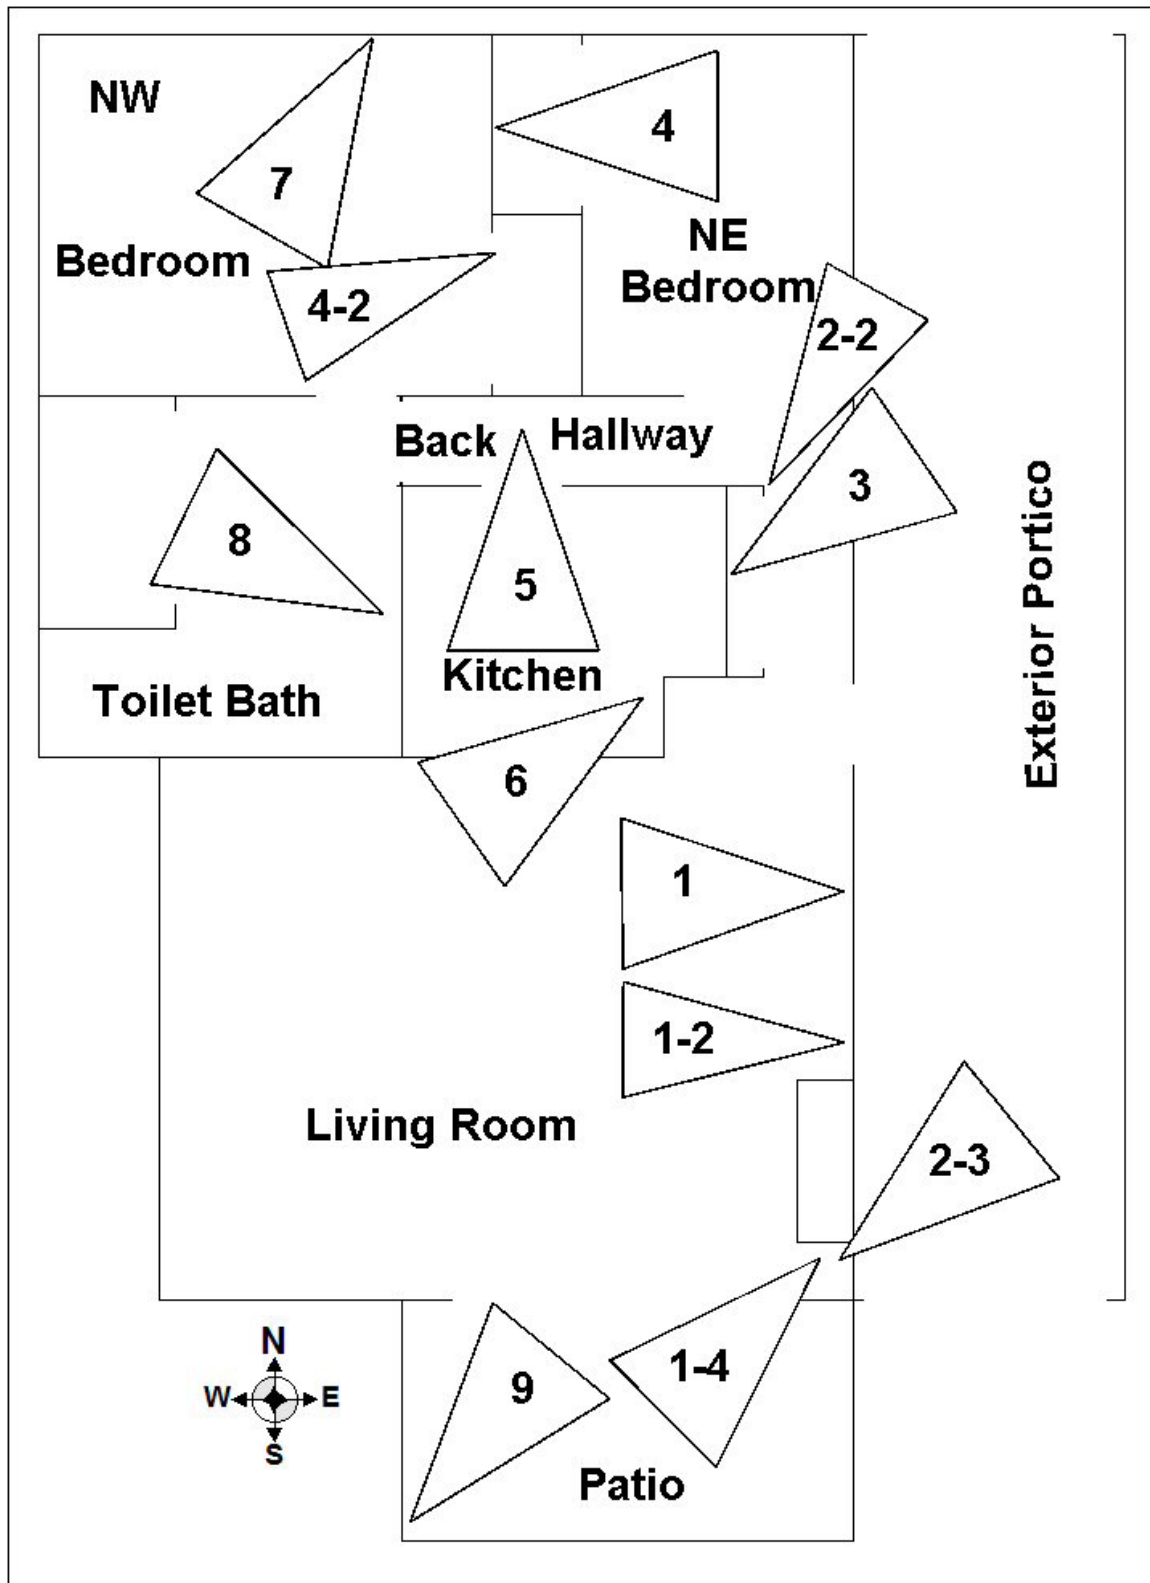 NW
4
7
NE
Bedroom
Bedroom
4-2
2-2
Back Hallway
3
8
5
Exterior Portico
Kitchen
Toilet Bath
6
1
1-2
Living Room
2-3
N
W E
S
9
1-4
Patio